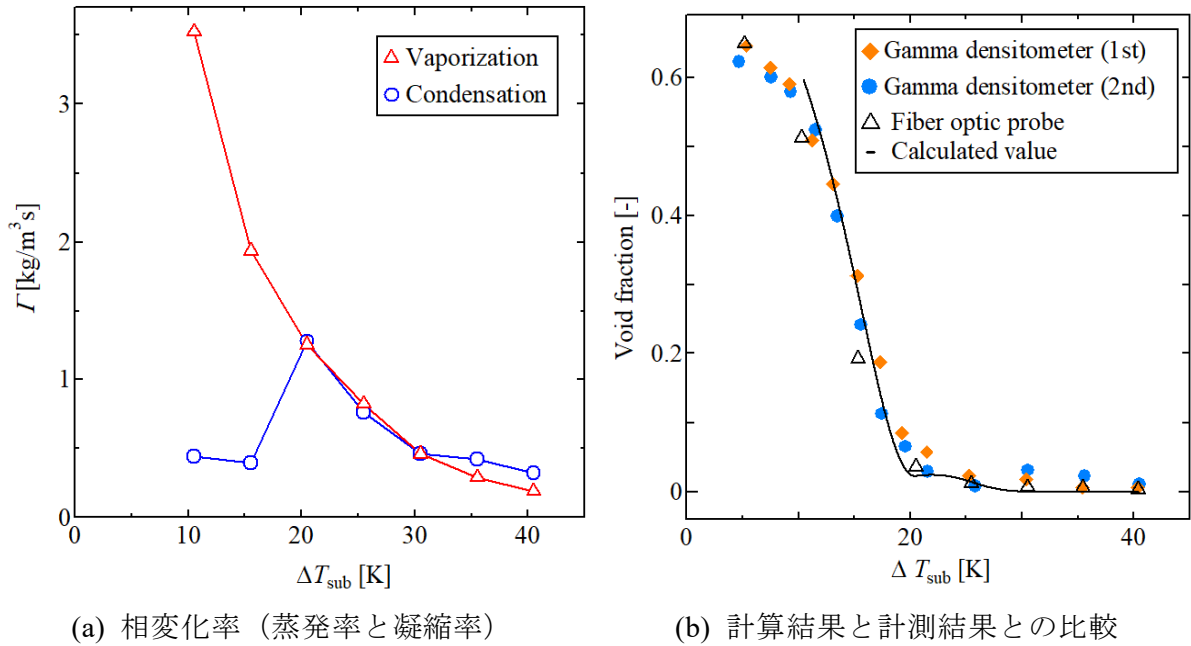 Vaporization
Condensation
Γ [kg/m³ s]
3
2
1
0
0 10 20 30 40
ΔT_sub [K]
(a) 相変化率（蒸発率と凝縮率）
Gamma densitometer (1st)
Gamma densitometer (2nd)
Fiber optic probe
Calculated value
Void fraction [-]
0.6
0.4
0.2
0
0 20 40
Δ T_sub [K]
(b) 計算結果と計測結果との比較